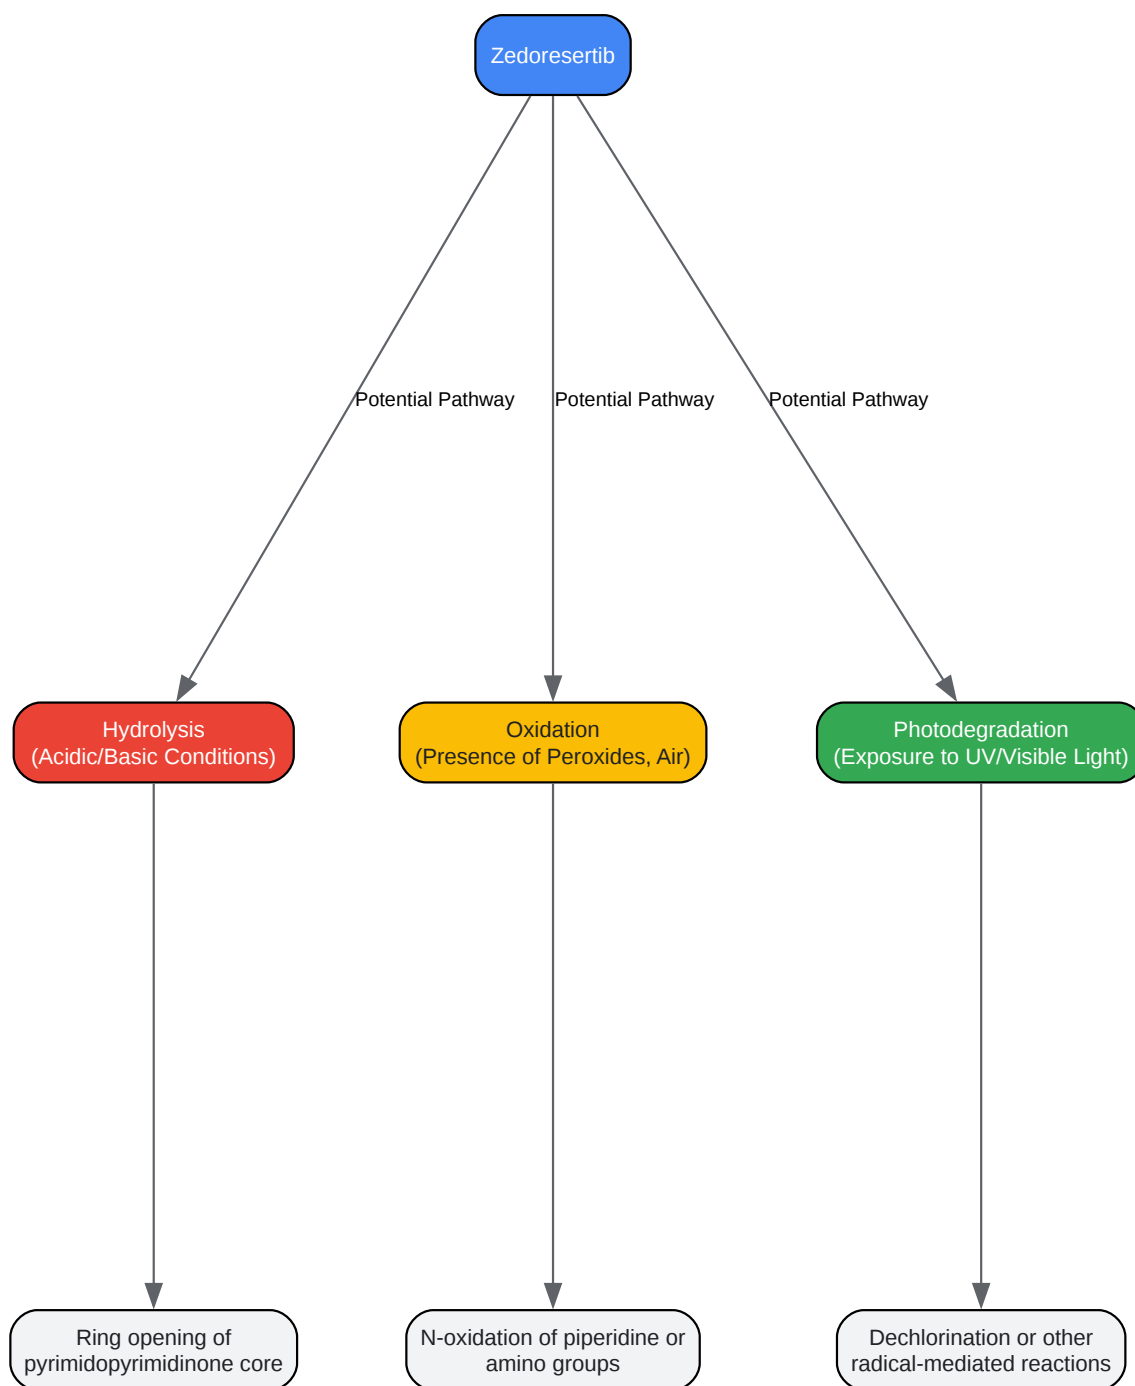 Zedoresertib
Potential Pathway
Potential Pathway
Potential Pathway
Hydrolysis
(Acidic/Basic Conditions)
Oxidation
(Presence of Peroxides, Air)
Photodegradation
(Exposure to UV/Visible Light)
Ring opening of
pyrimidopyrimidinone core
N-oxidation of piperidine or
amino groups
Dechlorination or other
radical-mediated reactions